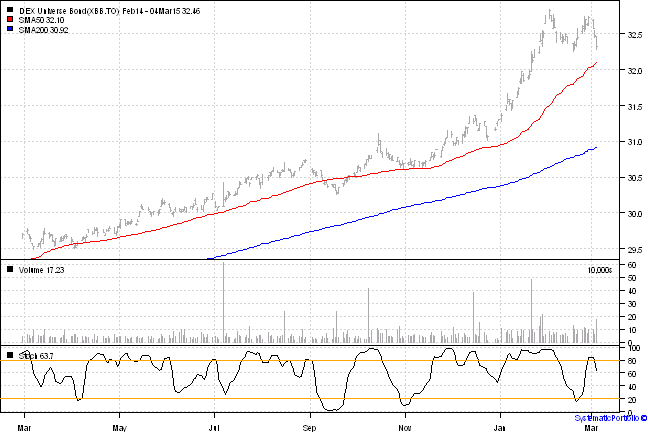 DEX Universe Bond(XBB.TO) Feb14 - 04Mar15 32.46
SMA50 32.10
SMA200 30.92
32.5
32.0
31.5
31.0
30.5
30.0
29.5
Volume 17.23
10,000s
60
50
40
30
20
10
0
Stoch 63.7
100
80
60
40
20
0
Mar May Jul Sep Nov Jan Mar
SystematicPortfolio ©